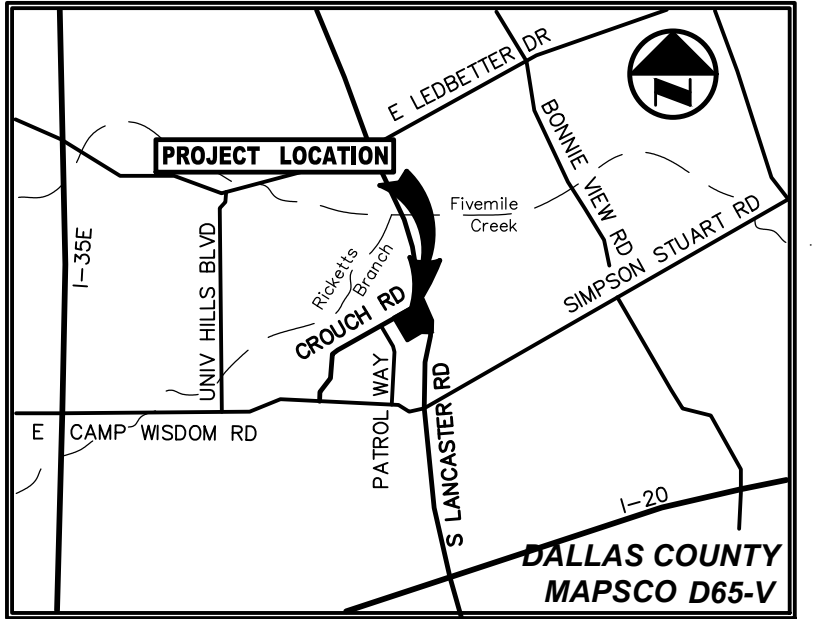 E LEDBETTER DR
PROJECT LOCATION
BONNIE VIEW RD
Fivemile
Creek
SIMPSON STUART RD
I-35E
UNIV HILLS BLVD
Ricketts
Branch
CROUCH RD
PATROL WAY
S LANCASTER RD
E CAMP WISDOM RD
I-20
DALLAS COUNTY
MAPSCO D65-V